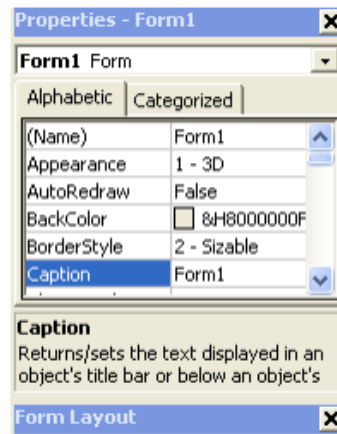 Properties - Form1
Form1 Form
Alphabetic Categorized
(Name) Form1
Appearance 1 - 3D
AutoRedraw False
BackColor &H8000000F
BorderStyle 2 - Sizable
Caption Form1
Caption
Returns/sets the text displayed in an
object's title bar or below an object's
Form Layout